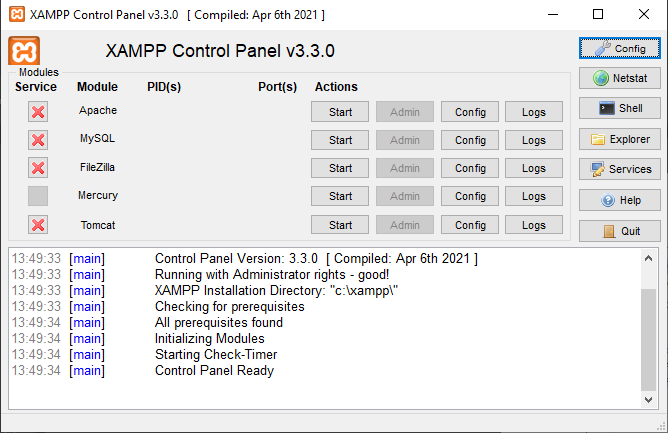 XAMPP Control Panel v3.3.0 [ Compiled: Apr 6th 2021 ]
XAMPP Control Panel v3.3.0
Config
Modules
Netstat
Service Module PID(s) Port(s) Actions
Apache Start Admin Config Logs
Shell
MySQL Start Admin Config Logs
Explorer
FileZilla Start Admin Config Logs
Services
Mercury Start Admin Config Logs
Help
Tomcat Start Admin Config Logs
Quit
13:49:33 [main] Control Panel Version: 3.3.0 [ Compiled: Apr 6th 2021 ]
13:49:33 [main] Running with Administrator rights - good!
13:49:33 [main] XAMPP Installation Directory: "c:\xampp\"
13:49:33 [main] Checking for prerequisites
13:49:34 [main] All prerequisites found
13:49:34 [main] Initializing Modules
13:49:34 [main] Starting Check-Timer
13:49:34 [main] Control Panel Ready